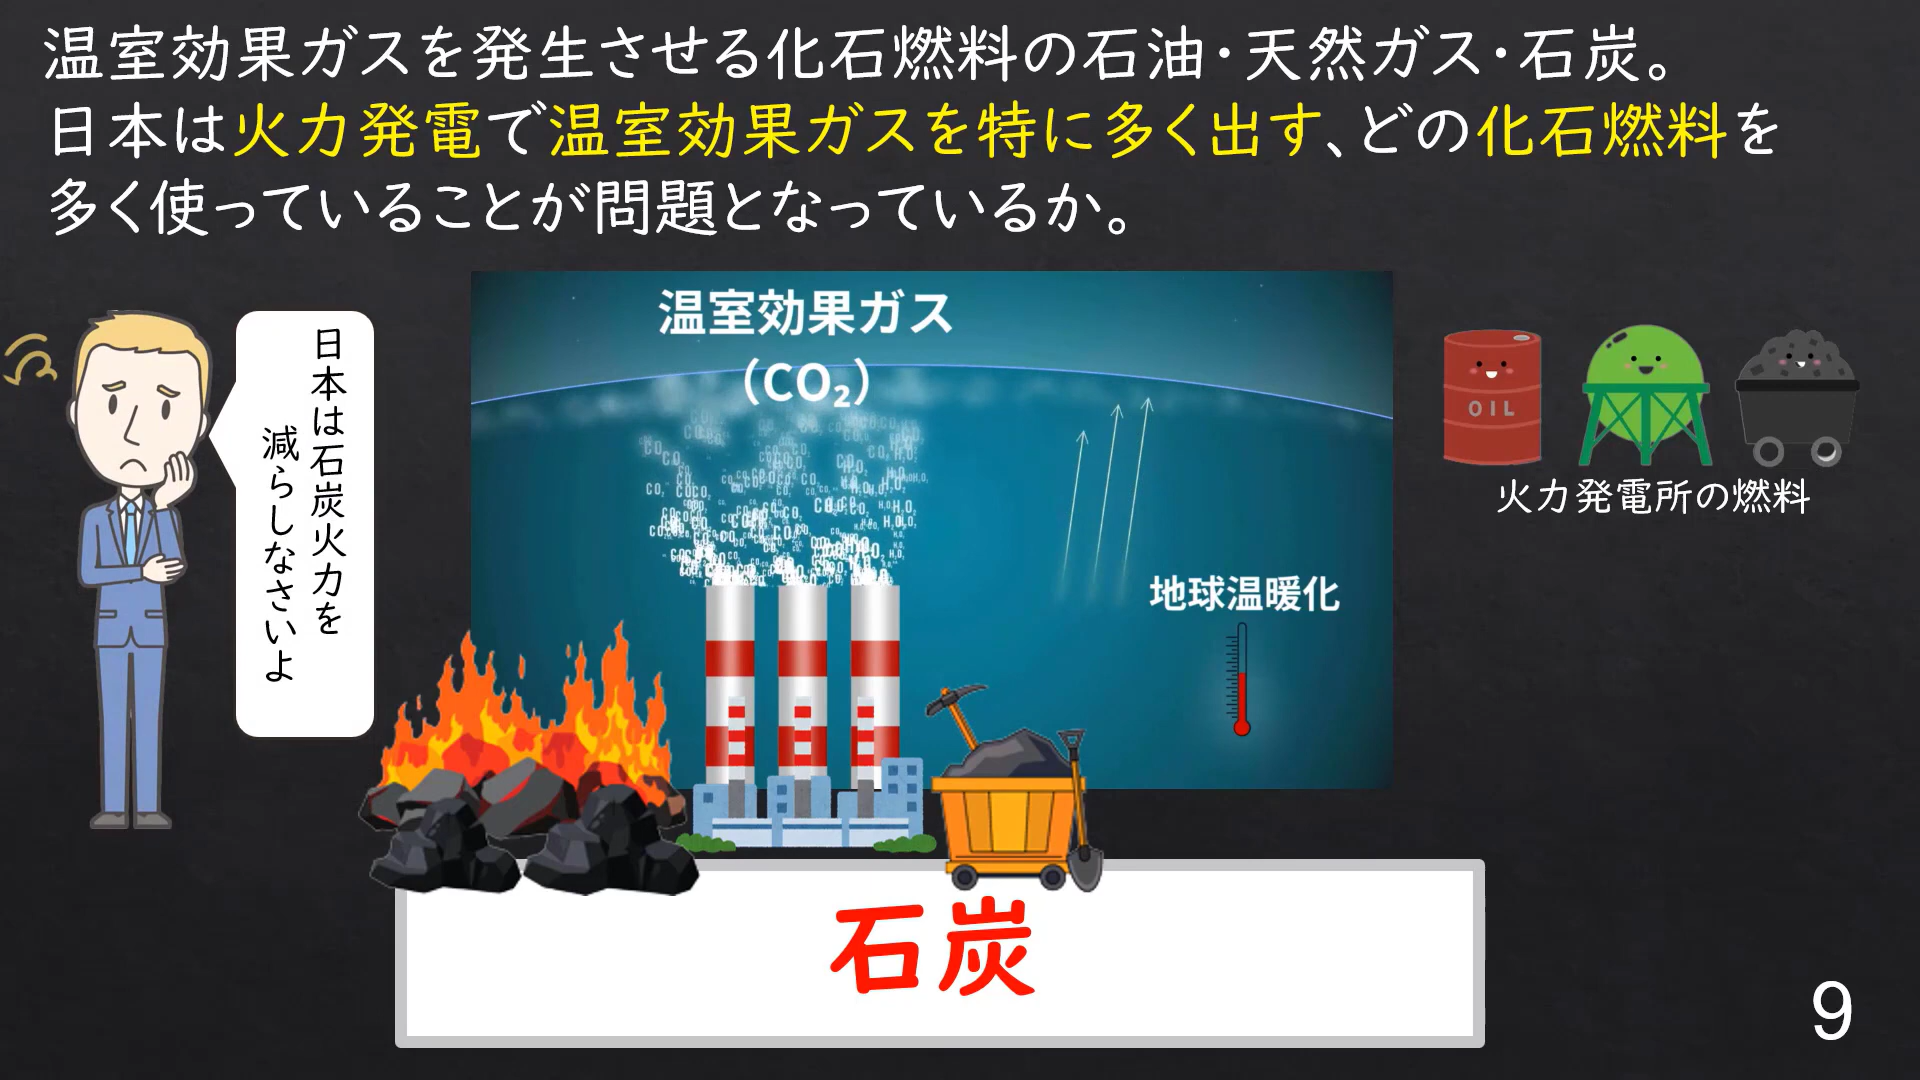 温室効果ガスを発生させる化石燃料の石油・天然ガス・石炭。
日本は火力発電で温室効果ガスを特に多く出す、どの化石燃料を
多く使っていることが問題となっているか。
日本は石炭火力を
減らしなさいよ
温室効果ガス
(CO₂)
地球温暖化
OIL
火力発電所の燃料
石炭
9